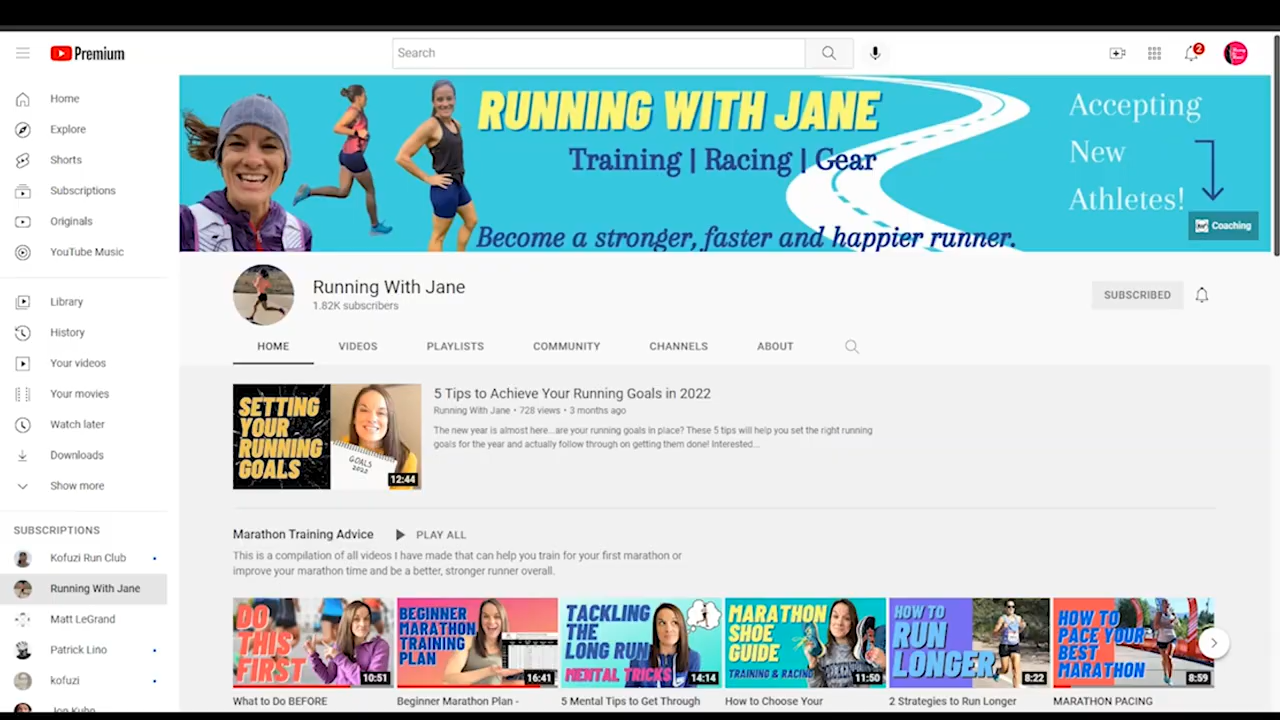 Premium
Search
2
Home
Explore
Shorts
Subscriptions
Originals
YouTube Music
Library
History
Your videos
Your movies
Watch later
Downloads
Show more
SUBSCRIPTIONS
Kofuzi Run Club
Running With Jane
Matt LeGrand
Patrick Lino
kofuzi
RUNNING WITH JANE
Training | Racing | Gear
Become a stronger, faster and happier runner.
Accepting
New
Athletes!
Coaching
Running With Jane
1.82K subscribers
SUBSCRIBED
HOME VIDEOS PLAYLISTS COMMUNITY CHANNELS ABOUT
SETTING
YOUR
RUNNING
GOALS
GOALS
2022
12:44
5 Tips to Achieve Your Running Goals in 2022
Running With Jane • 728 views • 3 months ago
The new year is almost here...are your running goals in place? These 5 tips will help you set the right running
goals for the year and actually follow through on getting them done! Interested...
Marathon Training Advice PLAY ALL
This is a compilation of all videos I have made that can help you train for your first marathon or
improve your marathon time and be a better, stronger runner overall.
DO
THIS
FIRST
10:51
BEGINNER
MARATHON
TRAINING
PLAN
16:41
TACKLING
THE
LONG RUN
MENTAL TRICKS
14:14
MARATHON
SHOE
GUIDE
TRAINING & RACING
11:50
HOW TO
RUN
LONGER
8:22
HOW TO
PACE YOUR
BEST
MARATHON
8:59
What to Do BEFORE
Beginner Marathon Plan -
5 Mental Tips to Get Through
How to Choose Your
2 Strategies to Run Longer
MARATHON PACING